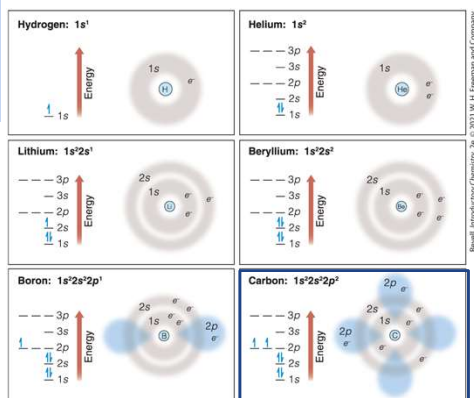 Hydrogen: 1s¹
Energy
1s
H
1s
e⁻
Helium: 1s²
3p
3s
2p
2s
1s
Energy
1s
He
e⁻
e⁻
Lithium: 1s²2s¹
3p
3s
2p
2s
1s
Energy
2s
1s
Li
e⁻
e⁻
e⁻
Beryllium: 1s²2s²
3p
3s
2p
2s
1s
Energy
2s
1s
Be
e⁻
e⁻
e⁻
e⁻
Boron: 1s²2s²2p¹
3p
3s
2p
2s
1s
Energy
2s
1s
2p
B
e⁻
e⁻
e⁻
e⁻
e⁻
Carbon: 1s²2s²2p²
3p
3s
2p
2s
1s
Energy
2p
e⁻
2s
1s
2p
e⁻
C
e⁻
e⁻
e⁻
e⁻
Revell, Introductory Chemistry, 2e, © 2021 W. H. Freeman and Company